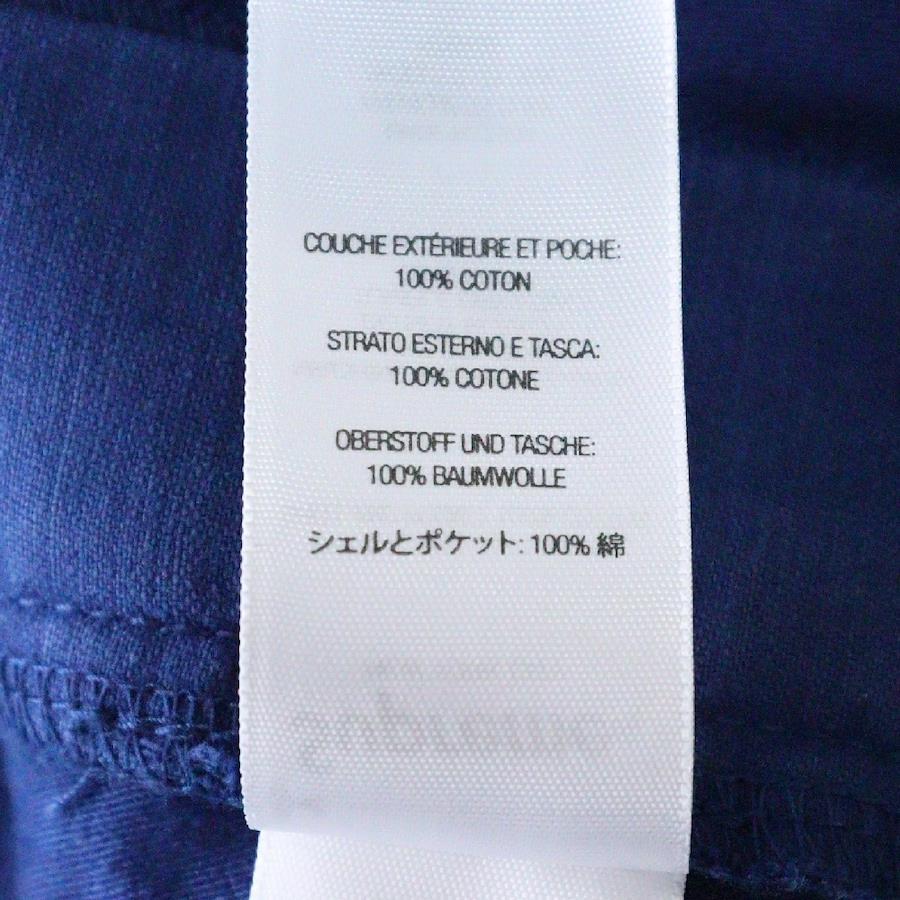 COUCHE EXTÉRIEURE ET POCHE:
100% COTON
STRATO ESTERNO E TASCA:
100% COTONE
OBERSTOFF UND TASCHE:
100% BAUMWOLLE
シェルとポケット: 100% 綿